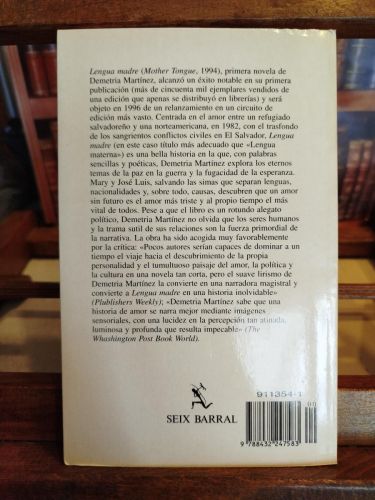 Lengua madre (Mother Tongue, 1994), primera novela de
Demetria Martínez, alcanzó un éxito notable en su primera
publicación (más de cincuenta mil ejemplares vendidos de
una edición que apenas se distribuyó en librerías) y será
objeto en 1996 de un relanzamiento en un circuito de
edición más vasto. Centrada en el amor entre un refugiado
salvadoreño y una norteamericana, en 1982, con el trasfondo
de los sangrientos conflictos civiles en El Salvador, Lengua
madre (en este caso título más adecuado que «Lengua
materna») es una bella historia en la que, con palabras
sencillas y poéticas, Demetria Martínez explora los eternos
temas de la paz en la guerra y la fugacidad de la esperanza.
Mary y José Luis, salvando las simas que separan lenguas,
nacionalidades y, sobre todo, causas, descubren que un amor
sin futuro es el amor más triste y al propio tiempo el más
vital de todos. Pese a que el libro es un rotundo alegato
político, Demetria Martínez no olvida que los seres humanos
y la trama sutil de sus relaciones son la fuerza primordial de
la narrativa. La obra ha sido acogida muy favorablemente
por la crítica: «Pocos autores serían capaces de dominar a
un tiempo el viaje hacia el descubrimiento de la propia
personalidad y el tumultuoso paisaje del amor, la política y
la cultura en una novela tan corta, pero el suave lirismo de
Demetria Martínez la convierte en una narradora magistral y
convierte a Lengua madre en una historia inolvidable»
(Plublishers Weekly); «Demetria Martínez sabe que una
historia de amor se narra mejor mediante imágenes
sensoriales, con una lucidez en la percepción tan atinada,
luminosa y profunda que resulta impecable» (The
Whashington Post Book World).
911354-1
SEIX BARRAL
9 788432 247583